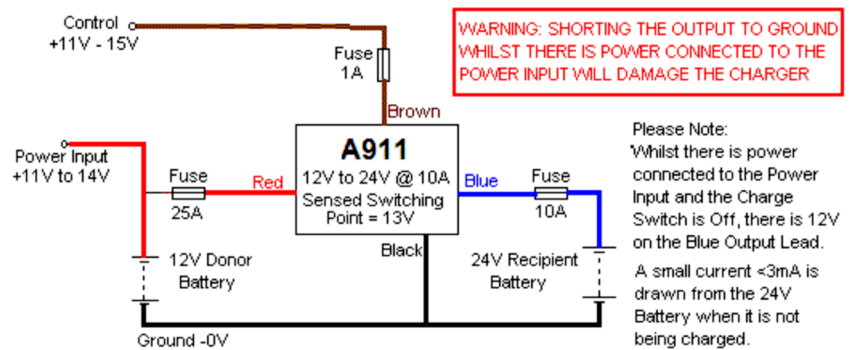 Control
+11V - 15V
Fuse
1A
Brown
WARNING: SHORTING THE OUTPUT TO GROUND
WHILST THERE IS POWER CONNECTED TO THE
POWER INPUT WILL DAMAGE THE CHARGER
Power Input
+11V to 14V
Fuse
25A
Red
A911
12V to 24V @ 10A
Sensed Switching
Point = 13V
Blue
Fuse
10A
Black
12V Donor
Battery
24V Recipient
Battery
Ground -0V
Please Note:
'Whilst there is power
connected to the Power
Input and the Charge
Switch is Off, there is 12V
on the Blue Output Lead.
A small current <3mA is
drawn from the 24V
Battery when it is not
being charged.